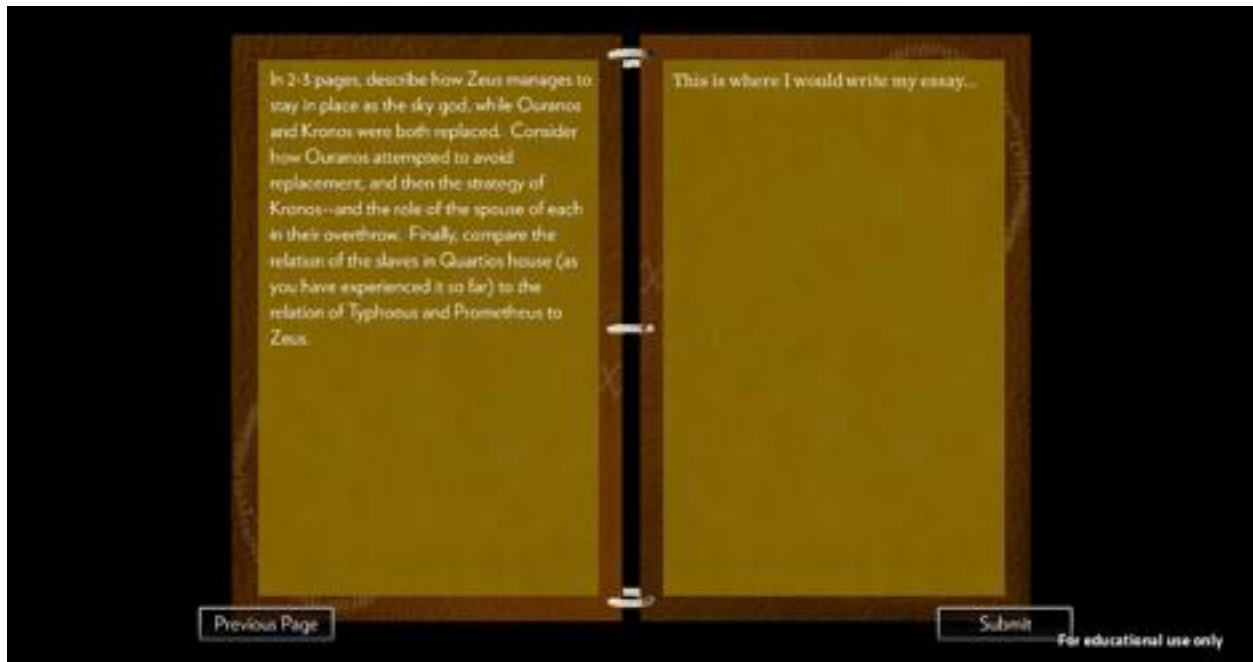 In 2-3 pages, describe how Zeus manages to
stay in place as the sky god, while Ouranos
and Kronos were both replaced. Consider
how Ouranos attempted to avoid
replacement, and then the strategy of
Kronos--and the role of the spouse of each
in their overthrow. Finally, compare the
relation of the slaves in Quartios house (as
you have experienced it so far) to the
relation of Typhoeus and Prometheus to
Zeus.
This is where I would write my essay...
Previous Page
Submit
For educational use only